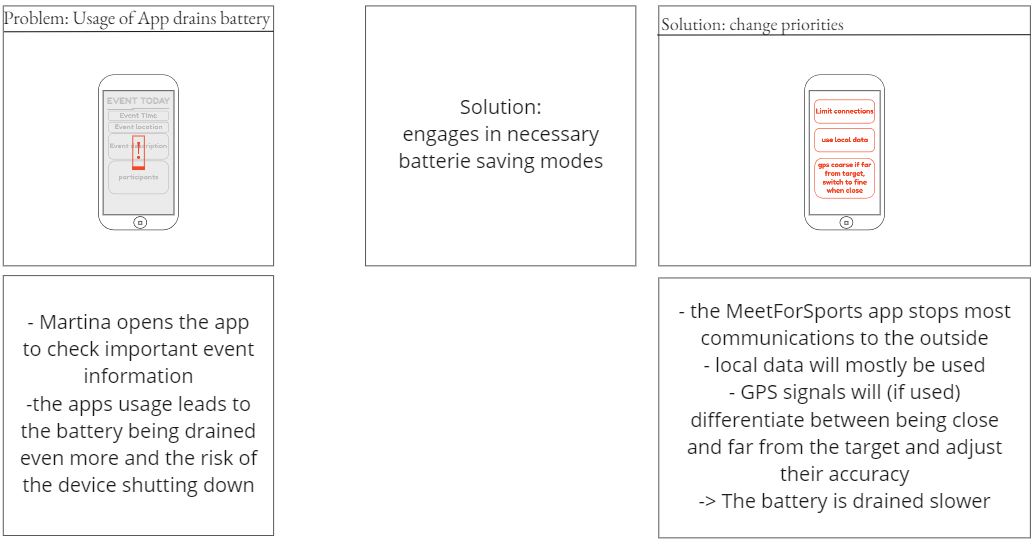 Problem: Usage of App drains battery
EVENT TODAY
Event Time
Event location
Event description
participants
Solution:
engages in necessary
batterie saving modes
Solution: change priorities
Limit connections
use local data
gps coarse if far
from target,
switch to fine
when close
- Martina opens the app
to check important event
information
-the apps usage leads to
the battery being drained
even more and the risk of
the device shutting down
- the MeetForSports app stops most
communications to the outside
- local data will mostly be used
- GPS signals will (if used)
differentiate between being close
and far from the target and adjust
their accuracy
-> The battery is drained slower